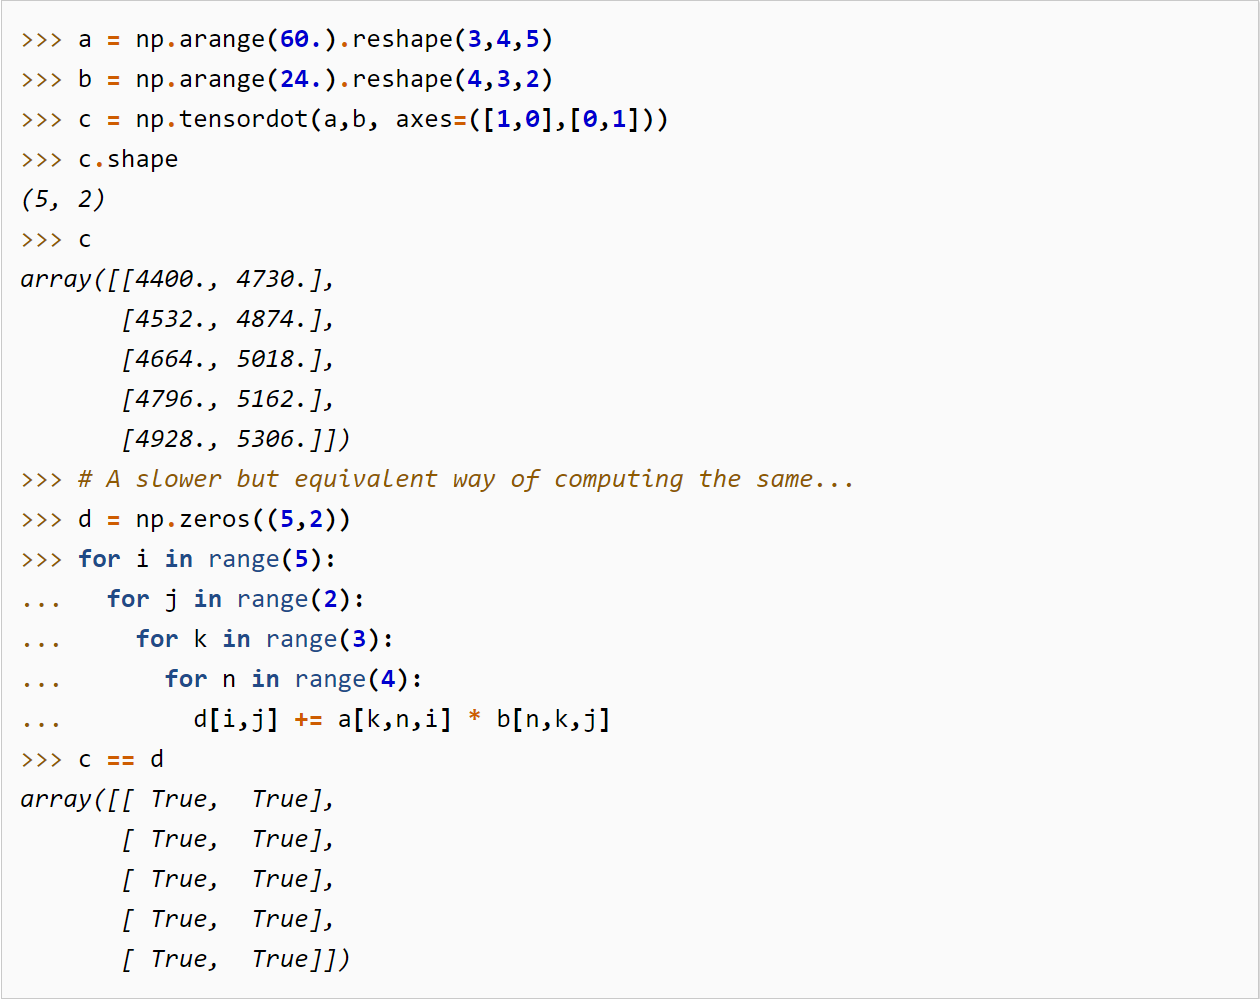 >>> a = np.arange(60.).reshape(3,4,5)
>>> b = np.arange(24.).reshape(4,3,2)
>>> c = np.tensordot(a,b, axes=([1,0],[0,1]))
>>> c.shape
(5, 2)
>>> c
array([[4400., 4730.],
       [4532., 4874.],
       [4664., 5018.],
       [4796., 5162.],
       [4928., 5306.]])
>>> # A slower but equivalent way of computing the same...
>>> d = np.zeros((5,2))
>>> for i in range(5):
...   for j in range(2):
...     for k in range(3):
...       for n in range(4):
...         d[i,j] += a[k,n,i] * b[n,k,j]
>>> c == d
array([[ True,  True],
       [ True,  True],
       [ True,  True],
       [ True,  True],
       [ True,  True]])